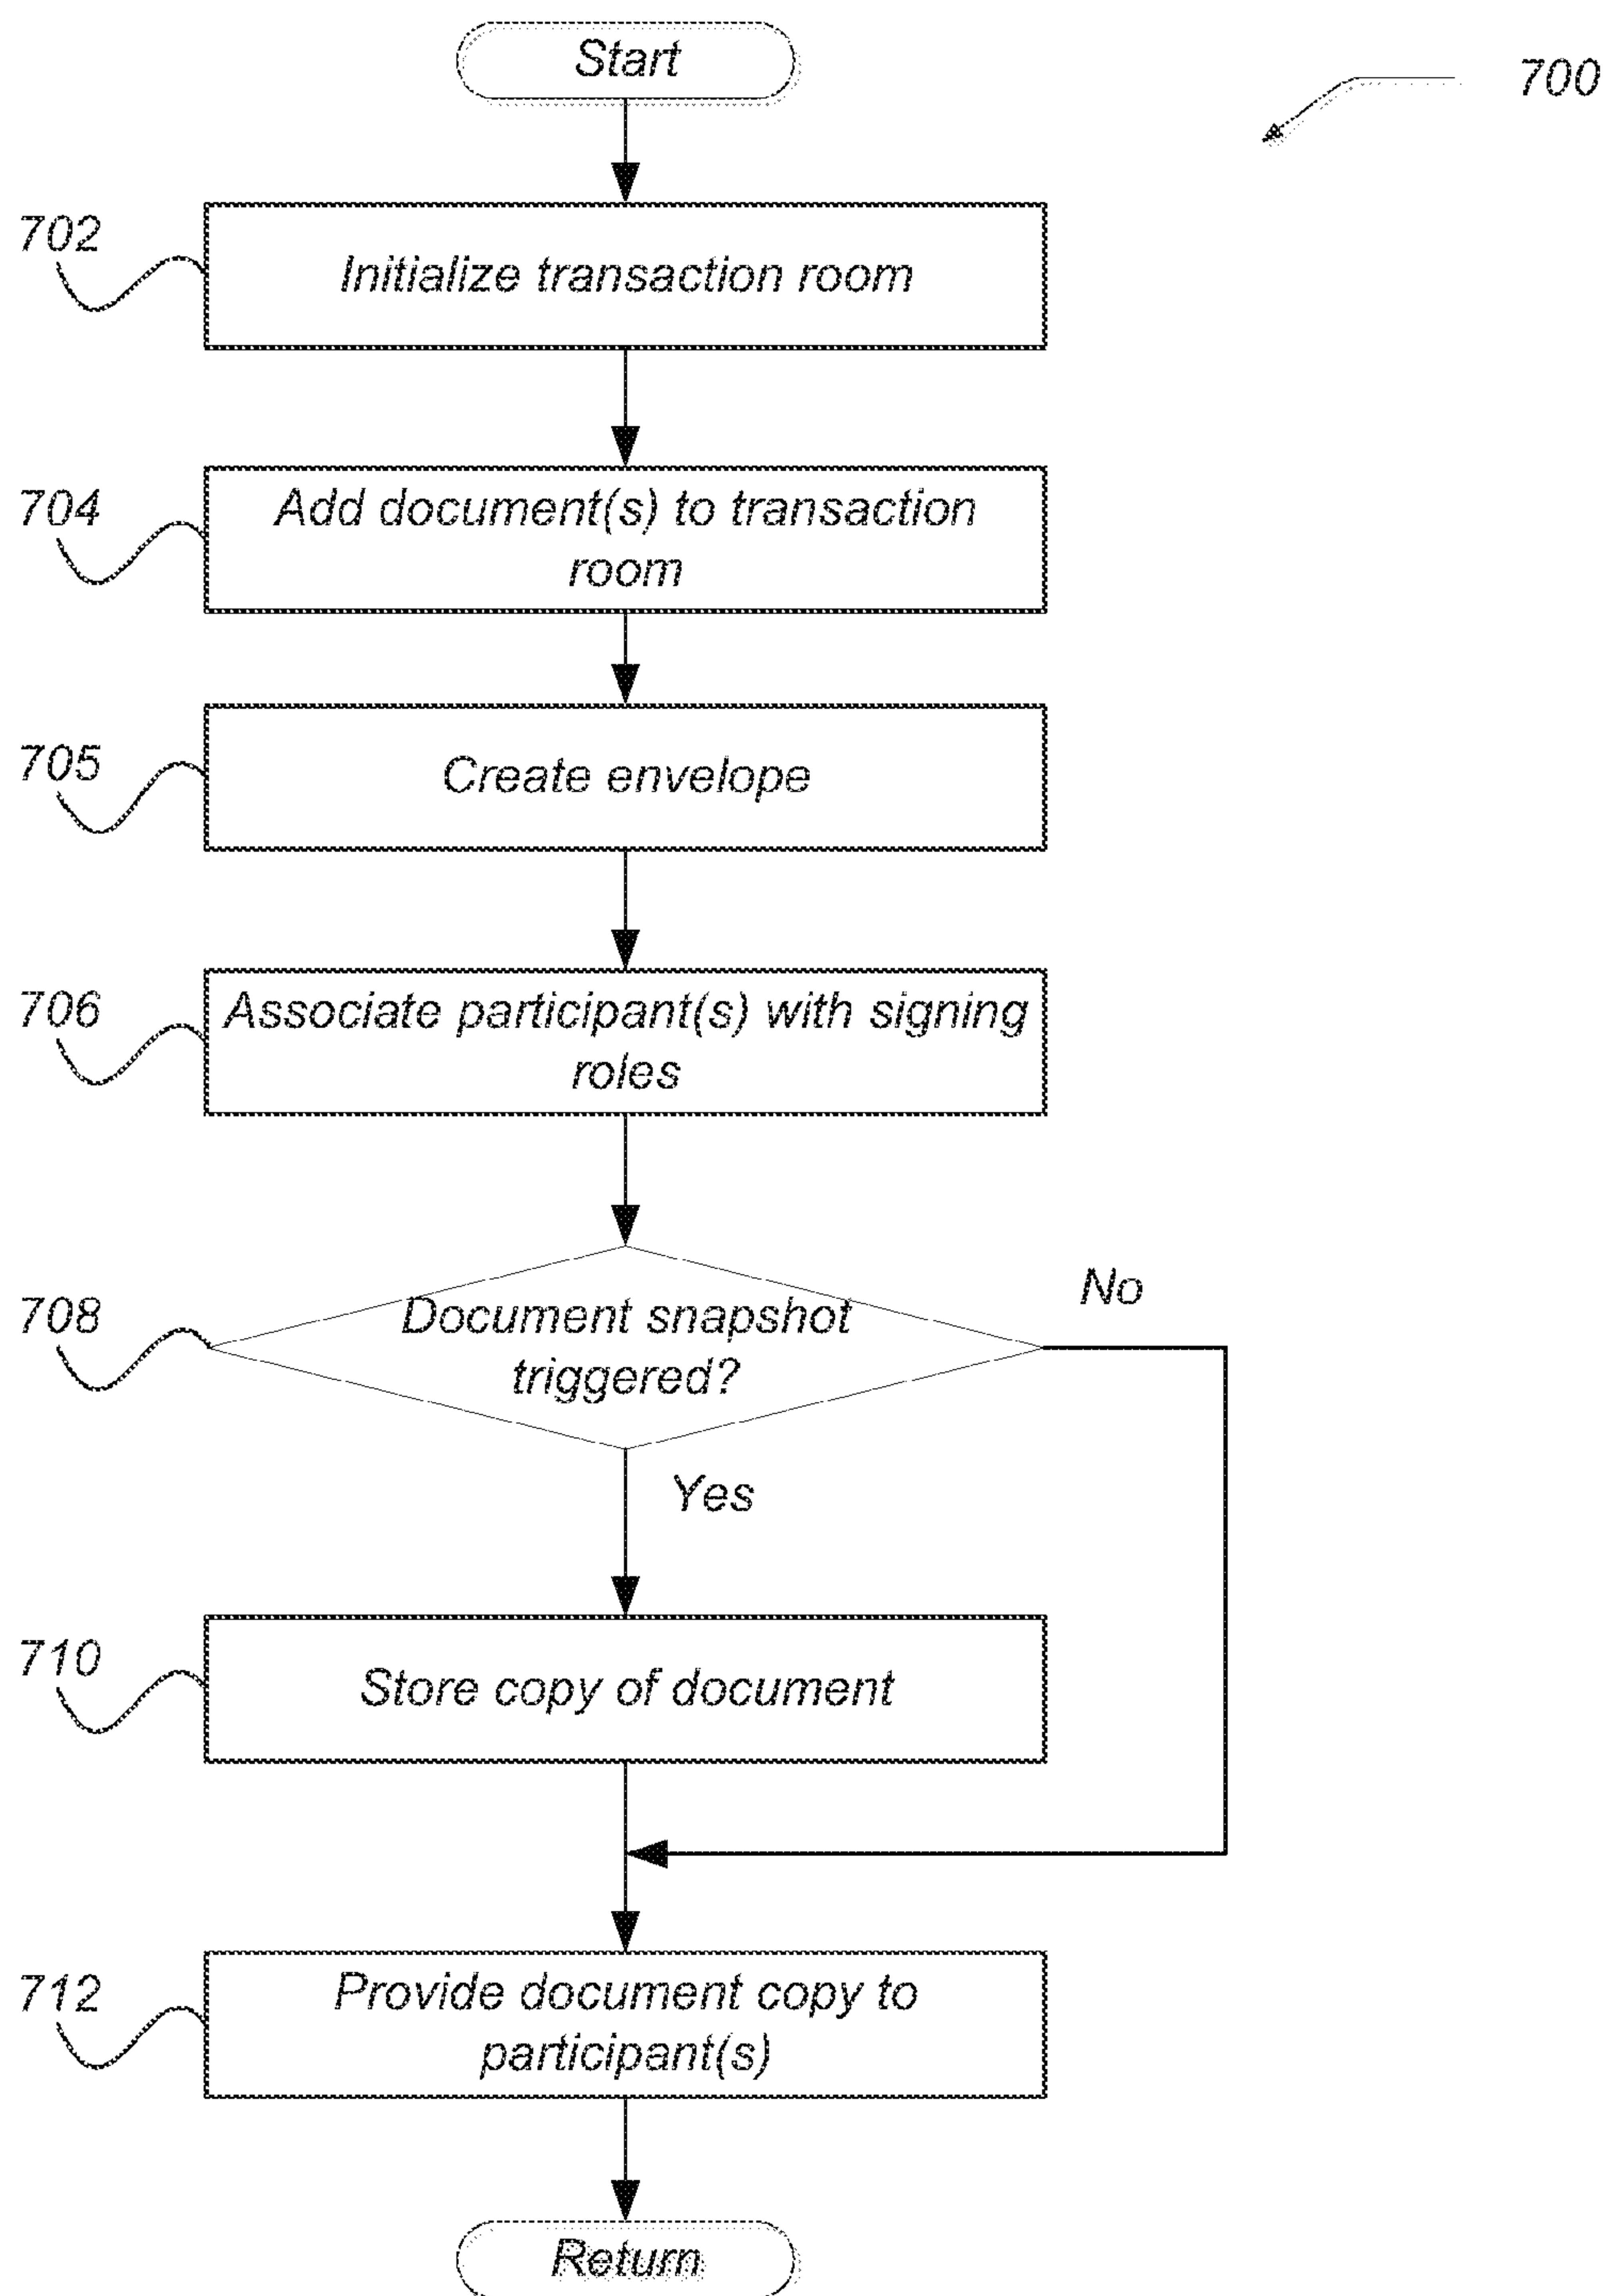 Start
700
702
Initialize transaction room
704
Add document(s) to transaction
room
705
Create envelope
706
Associate participant(s) with signing
roles
708
Document snapshot
triggered?
No
Yes
710
Store copy of document
712
Provide document copy to
participant(s)
Return